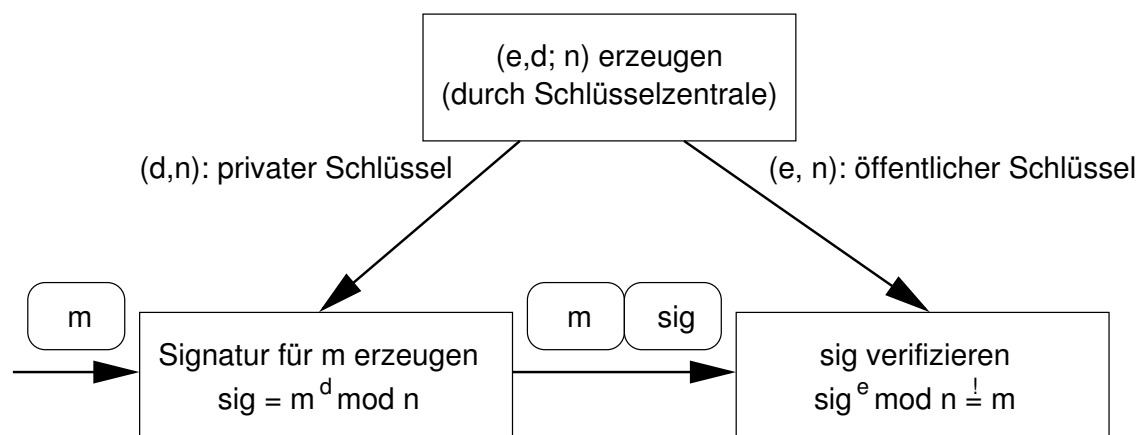 (e,d; n) erzeugen
(durch Schlüsselzentrale)
(d,n): privater Schlüssel
(e, n): öffentlicher Schlüssel
m
m
sig
Signatur für m erzeugen
sig = m^d mod n
sig verifizieren
sig^e mod n =! m